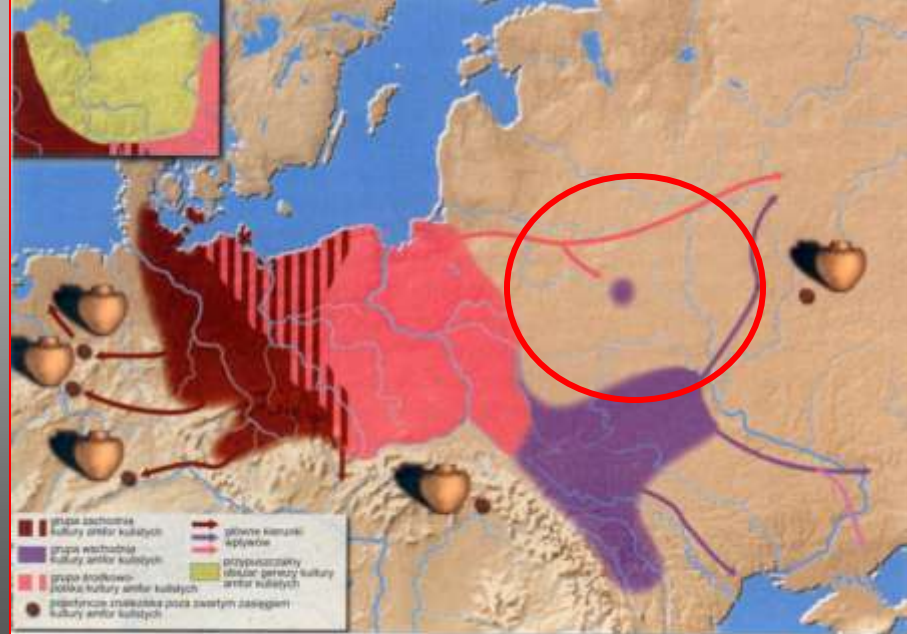 grupa zachodnia
kultury amfor kulistych
grupa wschodnia
kultury amfor kulistych
grupa środkowo-
polska kultury amfor kulistych
pojedyncze znaleziska poza zwartym zasięgiem
kultury amfor kulistych
główne kierunki
wpływów
przypuszczalny
obszar genezy kultury
amfor kulistych